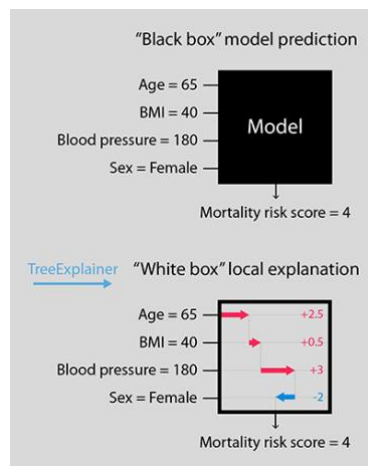 “Black box” model prediction
Age = 65
BMI = 40
Blood pressure = 180
Sex = Female
Model
Mortality risk score = 4
TreeExplainer
“White box” local explanation
Age = 65
+2.5
BMI = 40
+0.5
Blood pressure = 180
+3
Sex = Female
-2
Mortality risk score = 4